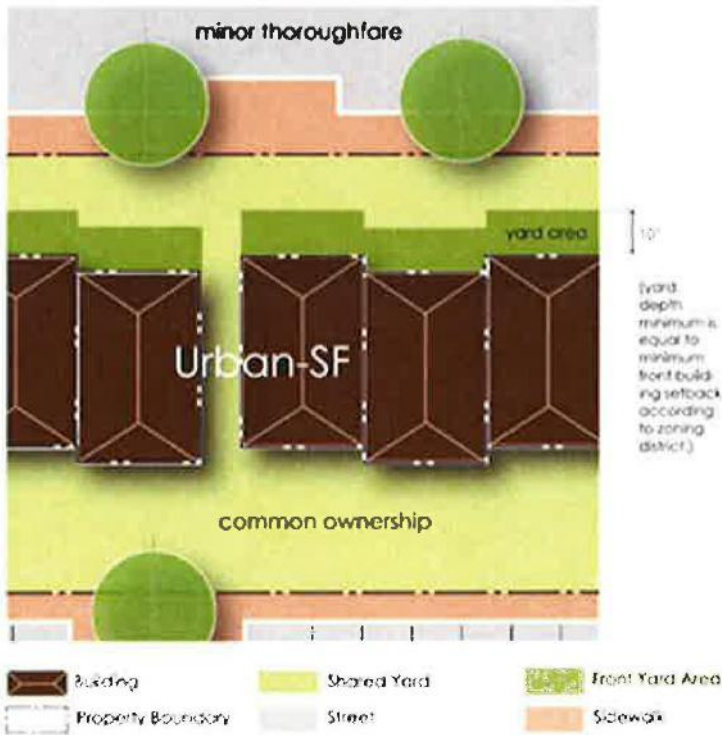 minor thoroughfare
yard area
10'
(yard
depth
minimum is
equal to
minimum
front build-
ing setback
according
to zoning
district.)
Urban-SF
common ownership
Building
Shared Yard
Front Yard Area
Property Boundary
Street
Sidewalk